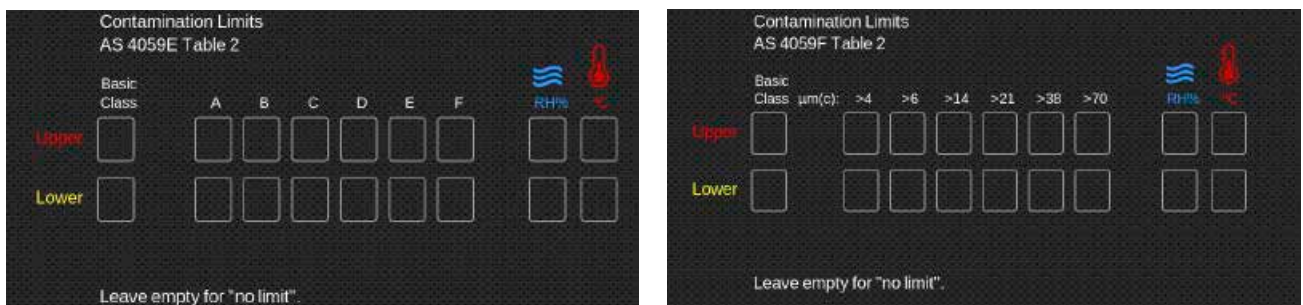 Contamination Limits
AS 4059E Table 2
Basic
Class A B C D E F RH% °C
Upper
Lower
Leave empty for "no limit".
Contamination Limits
AS 4059F Table 2
Basic
Class µm(c): >4 >6 >14 >21 >38 >70 RH% °C
Upper
Lower
Leave empty for "no limit".